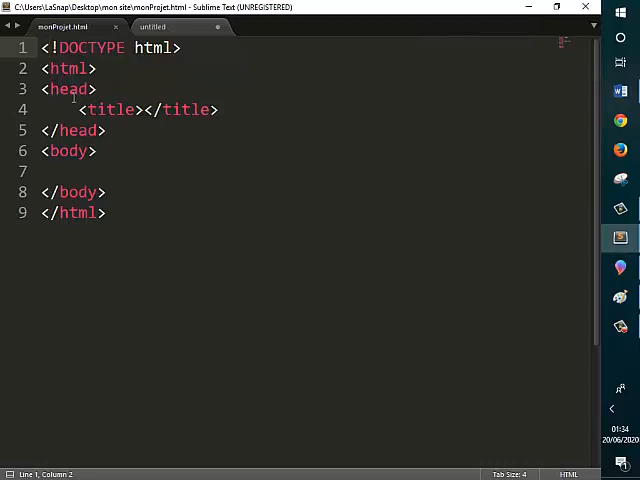 C:\Users\LaSnap\Desktop\mon site\monProjet.html - Sublime Text (UNREGISTERED)
monProjet.html
untitled
1 <!DOCTYPE html>
2 <html>
3 <head>
4 <title></title>
5 </head>
6 <body>
7
8 </body>
9 </html>
01:34
20/06/2020
Line 1, Column 2
Tab Size: 4
HTML